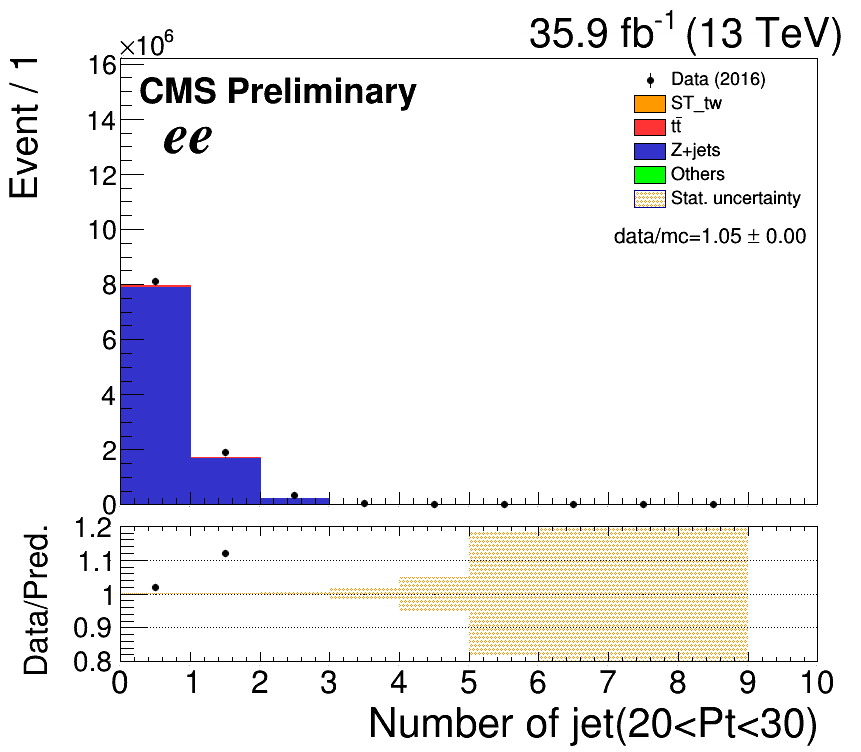 35.9 fb⁻¹ (13 TeV)
×10⁶
Event / 1
16
14
12
10
8
6
4
2
0
CMS Preliminary
ee
Data (2016)
ST_tw
tt̄
Z+jets
Others
Stat. uncertainty
data/mc=1.05 ± 0.00
Data/Pred.
1.2
1.1
1
0.9
0.8
0 1 2 3 4 5 6 7 8 9 10
Number of jet(20<Pt<30)